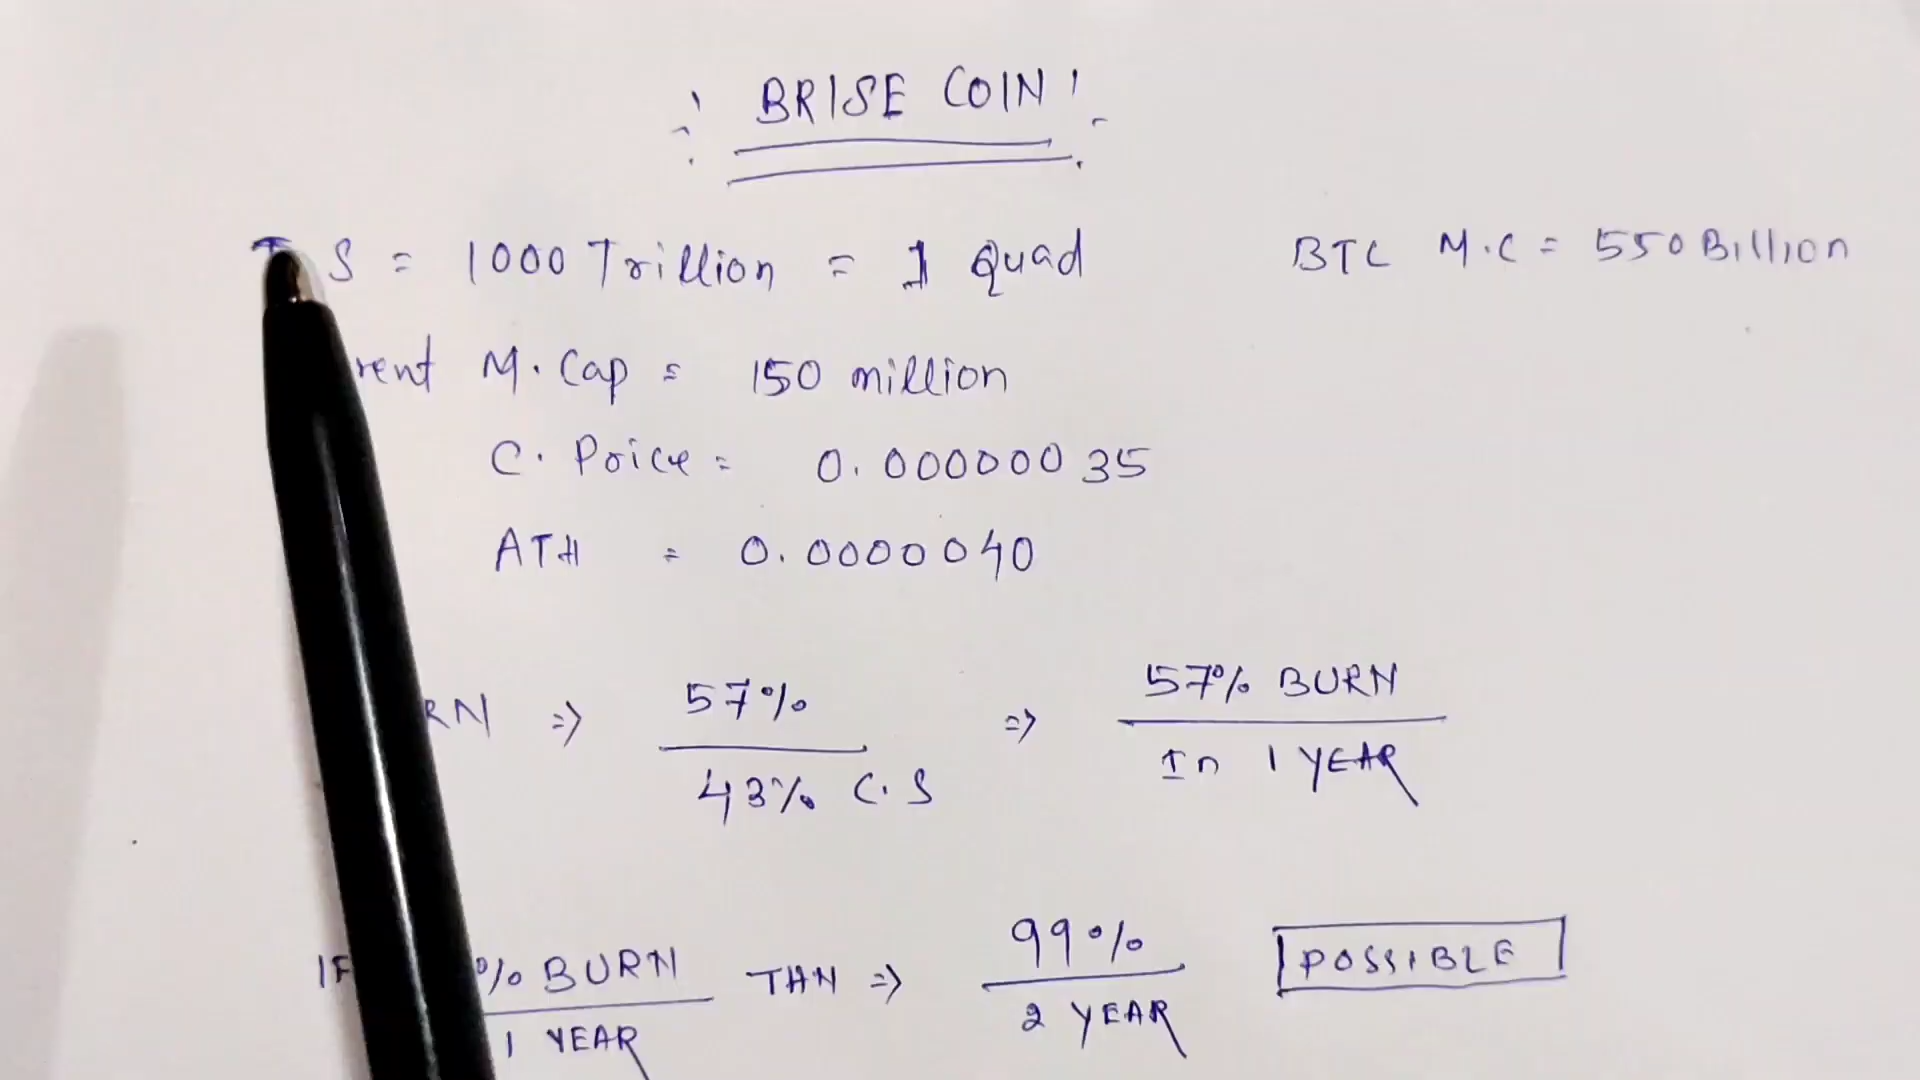 BRISE COIN
S = 1000 Trillion = 1 Quad
BTC M.C = 550 Billion
rent M. Cap = 150 million
C. Price = 0.00000035
ATH = 0.0000040
RN => 57% => 57% BURN
43% C.S In 1 YEAR
IF % BURN THN => 99% POSSIBLE
1 YEAR 2 YEAR